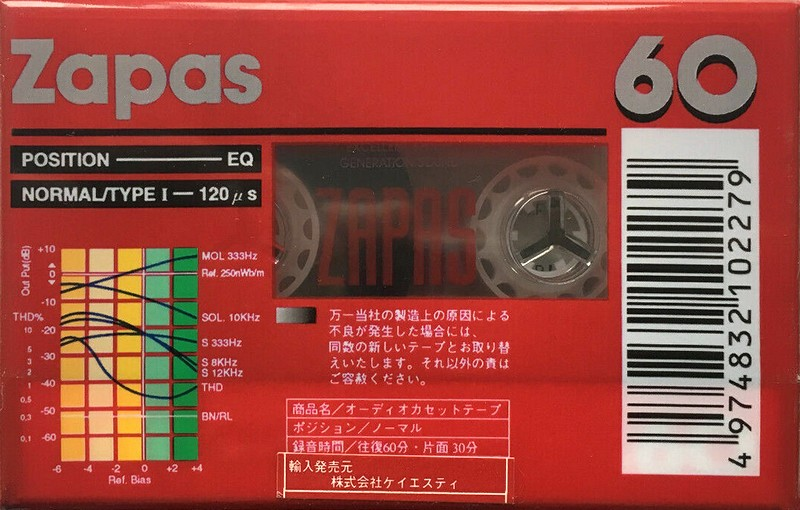 Zapas
60
POSITION EQ
NORMAL/TYPE I 120μs
GENERATION
ZAPAS
+10
0
-10
-20
-30
-40
-50
-60
Out Put(dB)
THD%
10
5
3
2
1
0,5
0,3
0,1
MOL 333Hz
Ref. 250nWb/m
SOL. 10KHz
S 333Hz
S 8KHz
S 12KHz
THD
BN/RL
-6 -4 -2 0 +2 +4
Ref. Bias
万一当社の製造上の原因による
不良が発生した場合には、
同数の新しいテープとお取り替
えいたします。それ以外の責は
ご容赦ください。
商品名/オーディオカセットテープ
ポジション/ノーマル
録音時間/往復60分・片面30分
輸入発売元
株式会社ケイエスティ
4 974832 102279